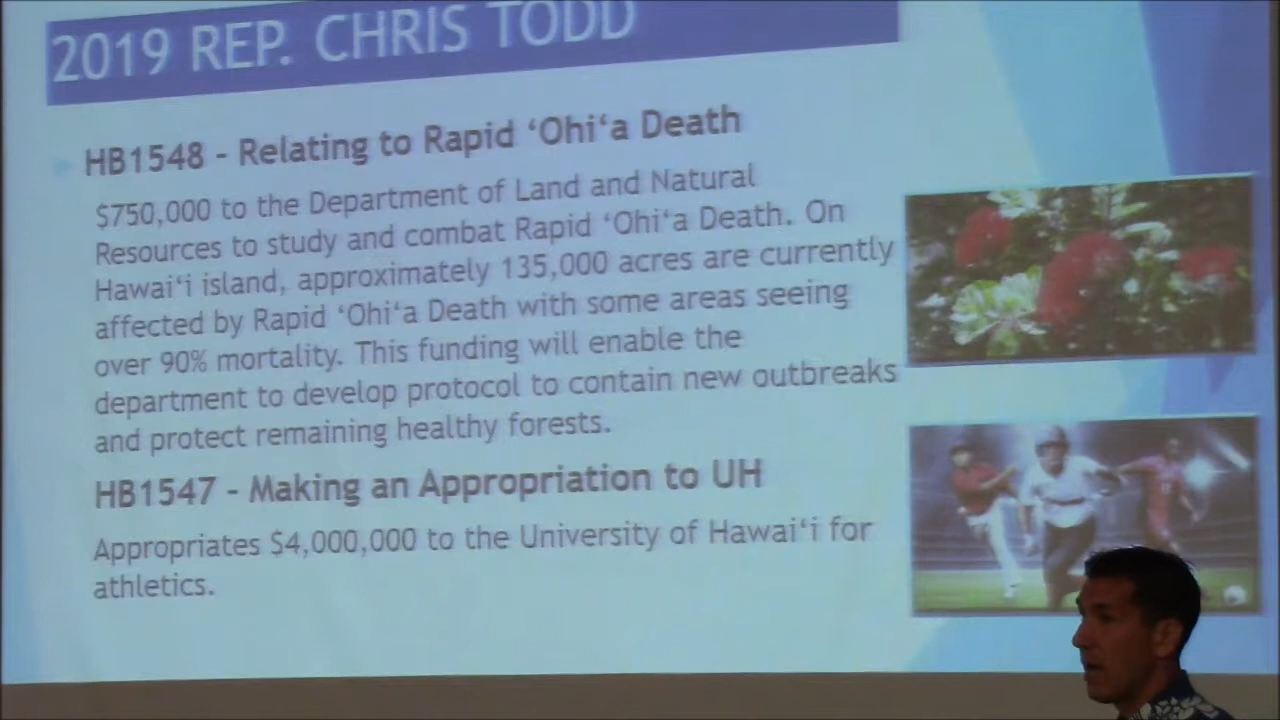 2019 REP. CHRIS TODD
HB1548 - Relating to Rapid ʻOhiʻa Death
$750,000 to the Department of Land and Natural
Resources to study and combat Rapid ʻOhiʻa Death. On
Hawaiʻi island, approximately 135,000 acres are currently
affected by Rapid ʻOhiʻa Death with some areas seeing
over 90% mortality. This funding will enable the
department to develop protocol to contain new outbreaks
and protect remaining healthy forests.
HB1547 - Making an Appropriation to UH
Appropriates $4,000,000 to the University of Hawaiʻi for
athletics.